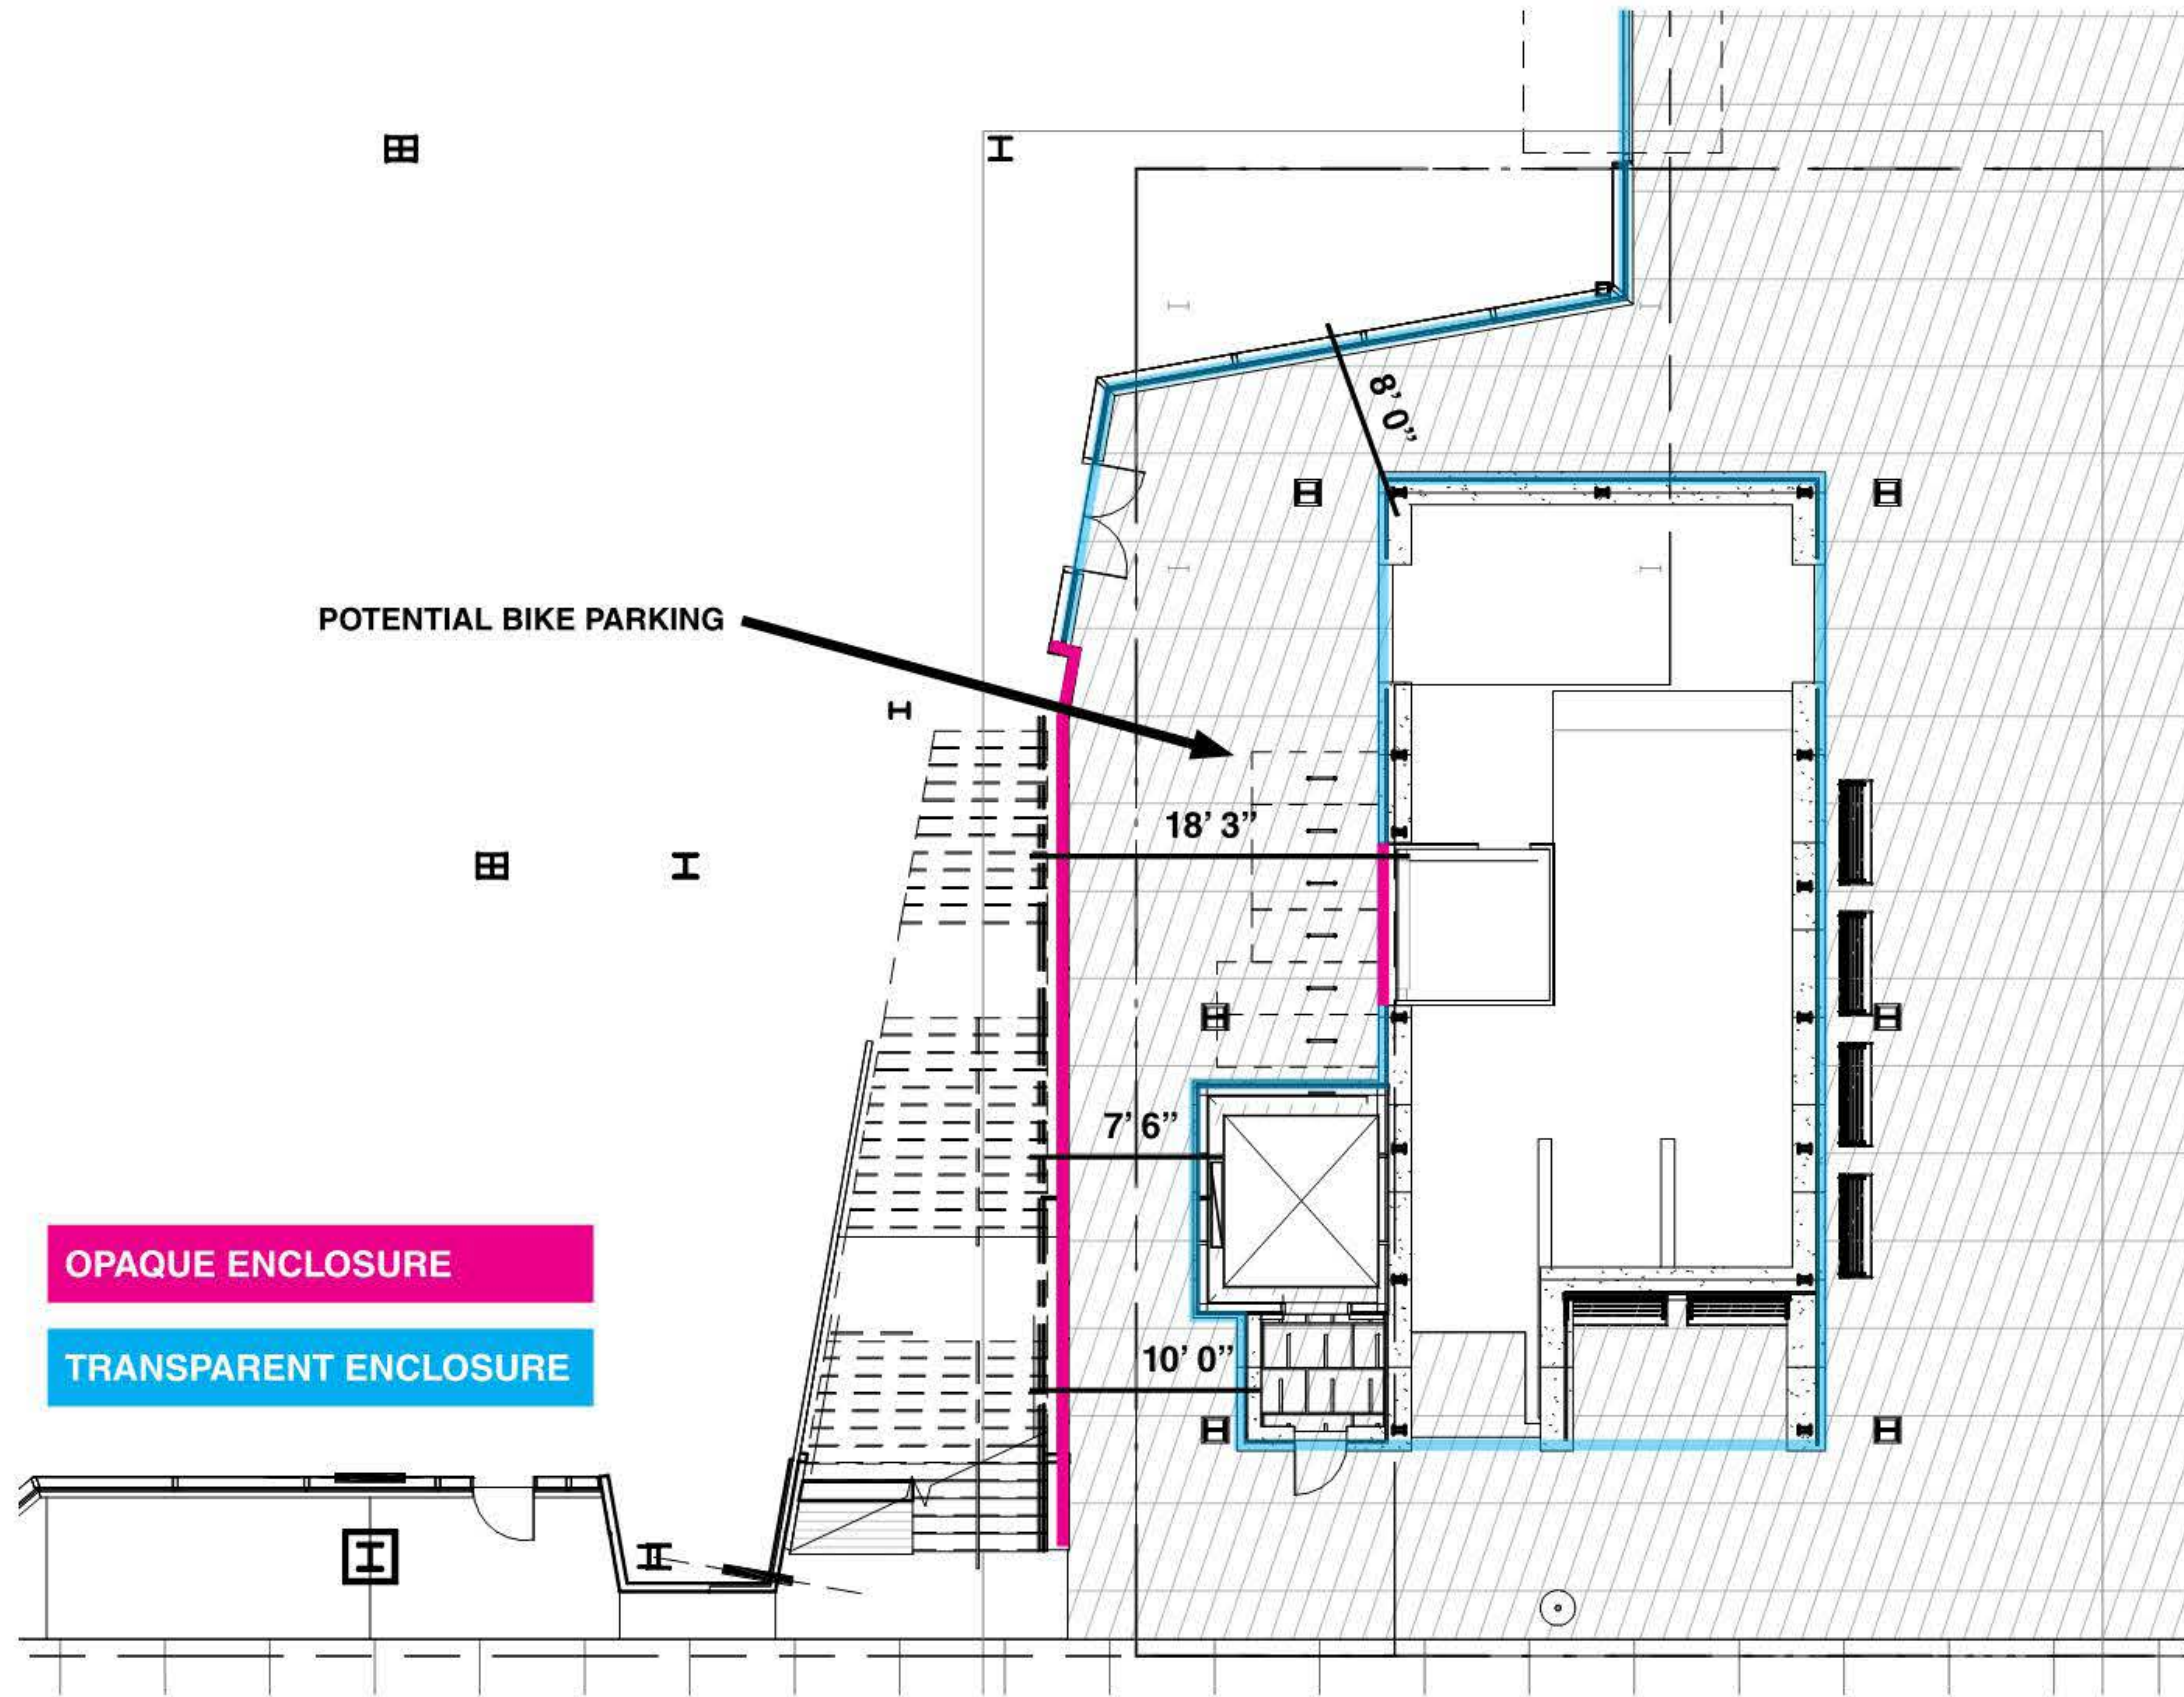 8’ 0”
POTENTIAL BIKE PARKING
18’ 3”
7’ 6”
OPAQUE ENCLOSURE
TRANSPARENT ENCLOSURE
10’ 0”